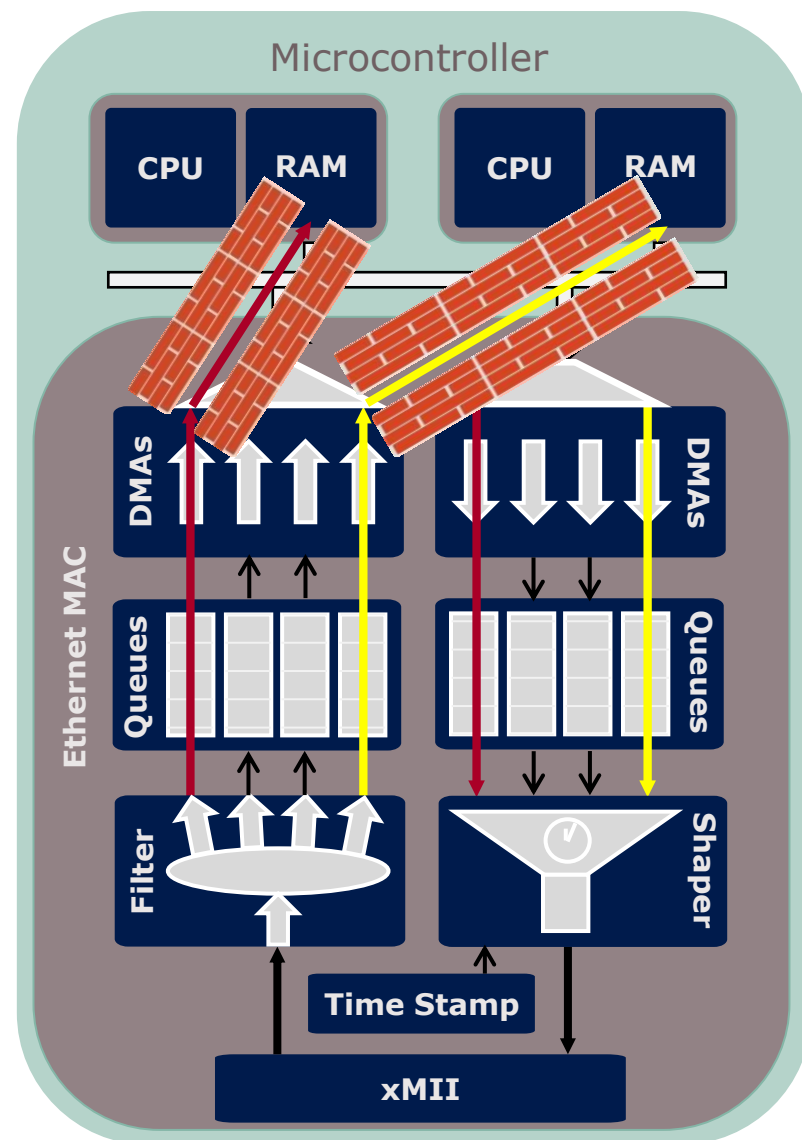 Microcontroller
CPU
RAM
CPU
RAM
DMAs
DMAs
Ethernet MAC
Queues
Queues
Filter
Shaper
Time Stamp
xMII